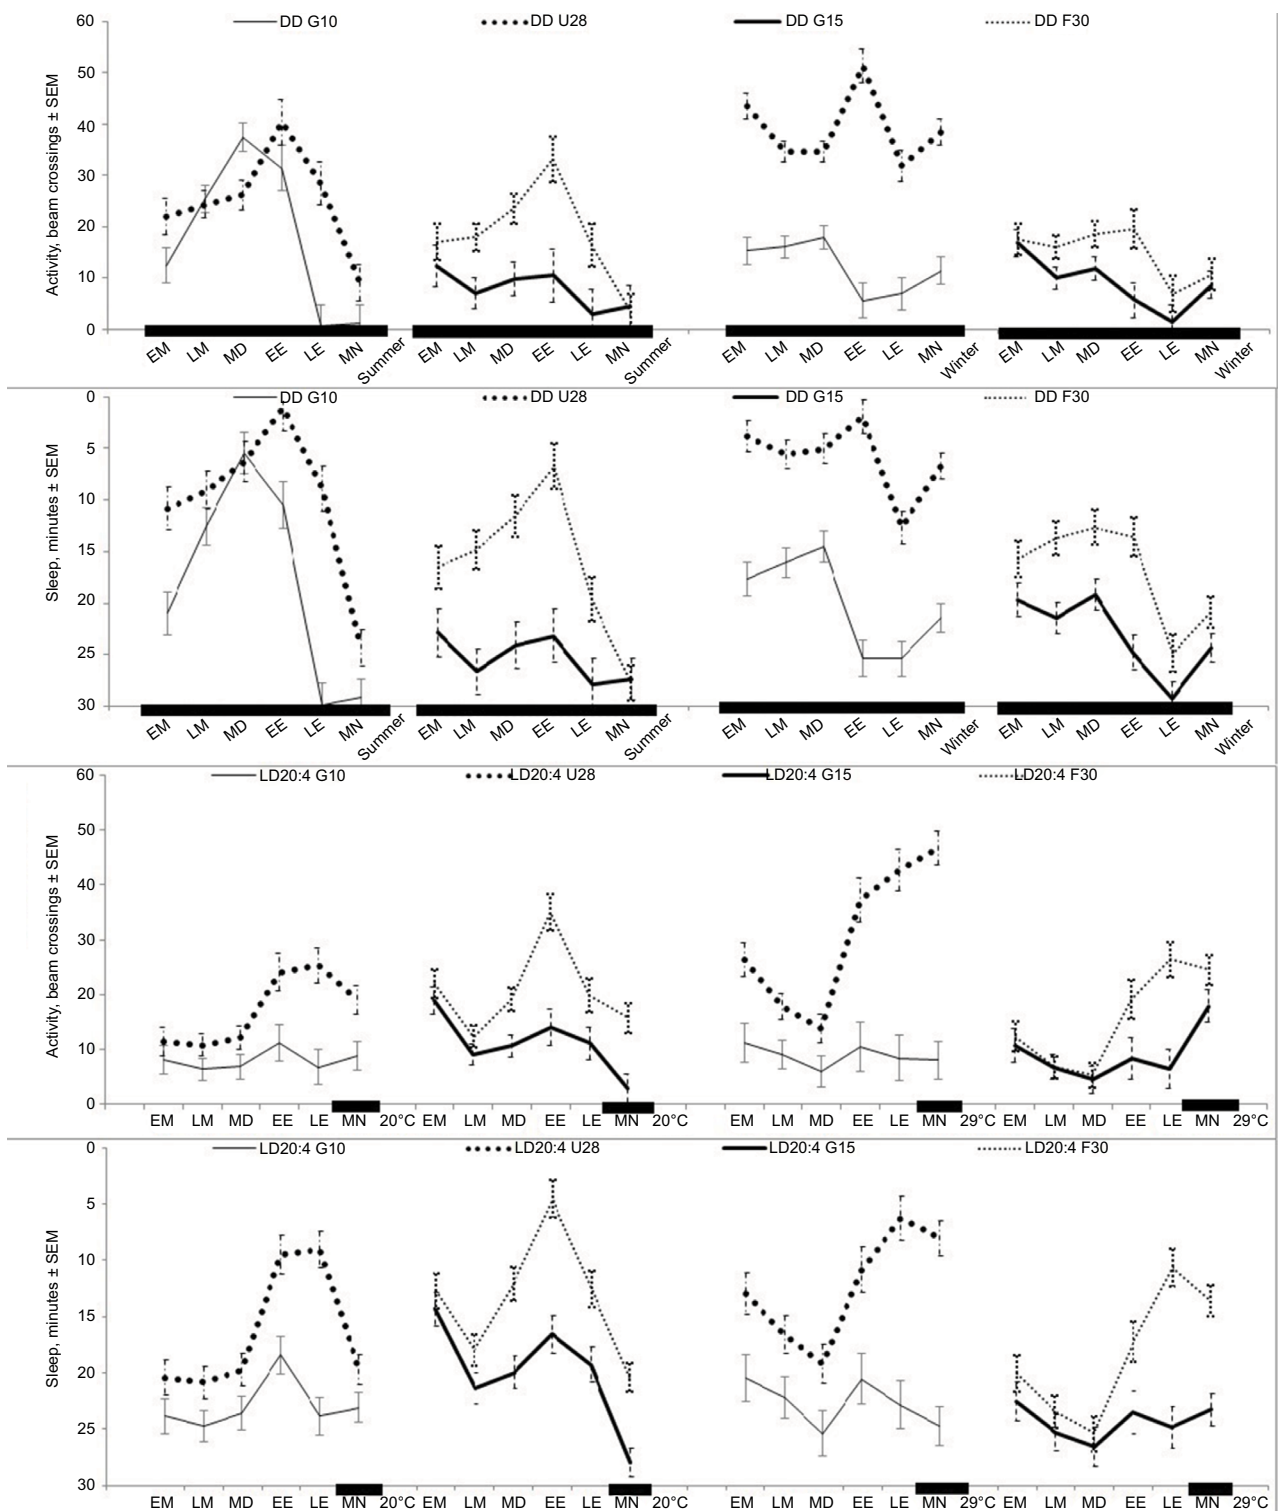 60 DD G10 DD U28 DD G15 DD F30
50
40
30
20
10
0
Activity, beam crossings ± SEM
EM LM MD EE LE MN Summer EM LM MD EE LE MN Summer EM LM MD EE LE MN Winter EM LM MD EE LE MN Winter
0 DD G10 DD U28 DD G15 DD F30
5
10
15
20
25
30
Sleep, minutes ± SEM
EM LM MD EE LE MN Summer EM LM MD EE LE MN Summer EM LM MD EE LE MN Winter EM LM MD EE LE MN Winter
60 LD20:4 G10 LD20:4 U28 LD20:4 G15 LD20:4 F30
50
40
30
20
10
0
Activity, beam crossings ± SEM
EM LM MD EE LE MN 20°C EM LM MD EE LE MN 20°C EM LM MD EE LE MN 29°C EM LM MD EE LE MN 29°C
0 LD20:4 G10 LD20:4 U28 LD20:4 G15 LD20:4 F30
5
10
15
20
25
30
Sleep, minutes ± SEM
EM LM MD EE LE MN 20°C EM LM MD EE LE MN 20°C EM LM MD EE LE MN 29°C EM LM MD EE LE MN 29°C